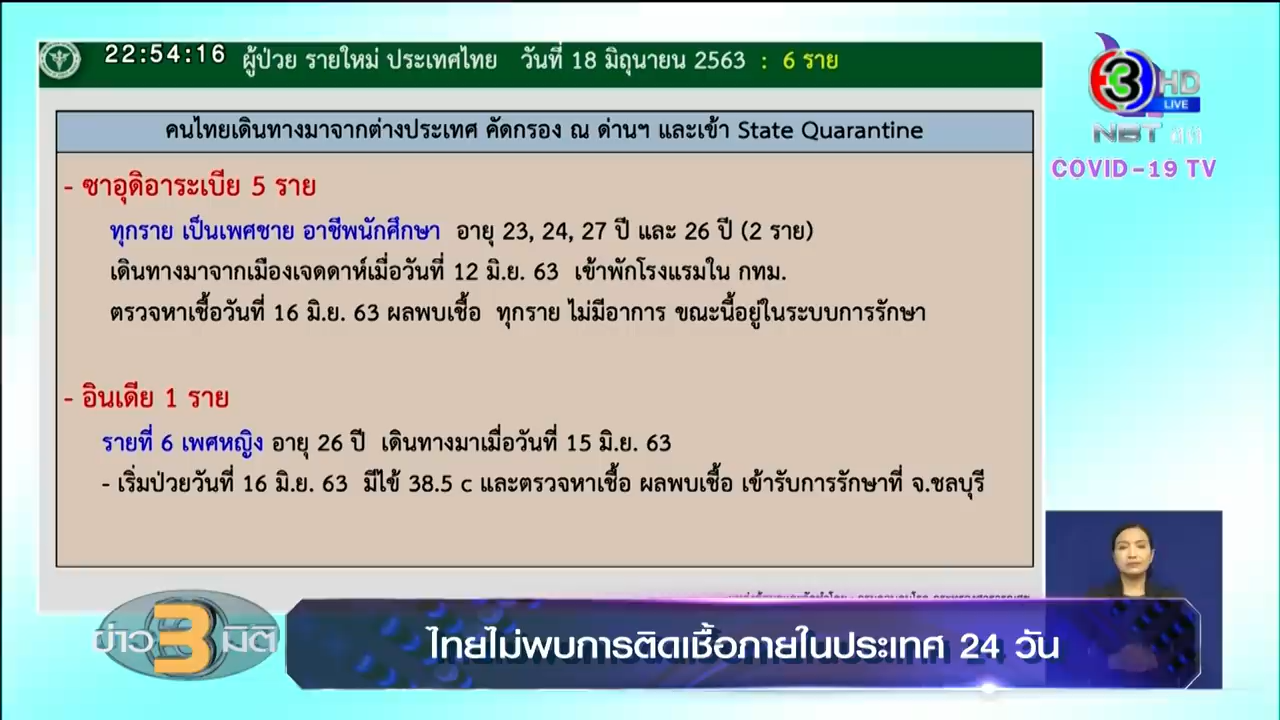 22:54:16 ผู้ป่วย รายใหม่ ประเทศไทย วันที่ 18 มิถุนายน 2563 : 6 ราย
3 HD
LIVE
NBT
COVID-19 TV
คนไทยเดินทางมาจากต่างประเทศ คัดกรอง ณ ด่านฯ และเข้า State Quarantine
- ซาอุดิอาระเบีย 5 ราย
ทุกราย เป็นเพศชาย อาชีพนักศึกษา อายุ 23, 24, 27 ปี และ 26 ปี (2 ราย)
เดินทางมาจากเมืองเจดดาห์เมื่อวันที่ 12 มิ.ย. 63 เข้าพักโรงแรมใน กทม.
ตรวจหาเชื้อวันที่ 16 มิ.ย. 63 ผลพบเชื้อ ทุกราย ไม่มีอาการ ขณะนี้อยู่ในระบบการรักษา
- อินเดีย 1 ราย
รายที่ 6 เพศหญิง อายุ 26 ปี เดินทางมาเมื่อวันที่ 15 มิ.ย. 63
- เริ่มป่วยวันที่ 16 มิ.ย. 63 มีไข้ 38.5 c และตรวจหาเชื้อ ผลพบเชื้อ เข้ารับการรักษาที่ จ.ชลบุรี
ข่าว 3 มิติ
ไทยไม่พบการติดเชื้อภายในประเทศ 24 วัน